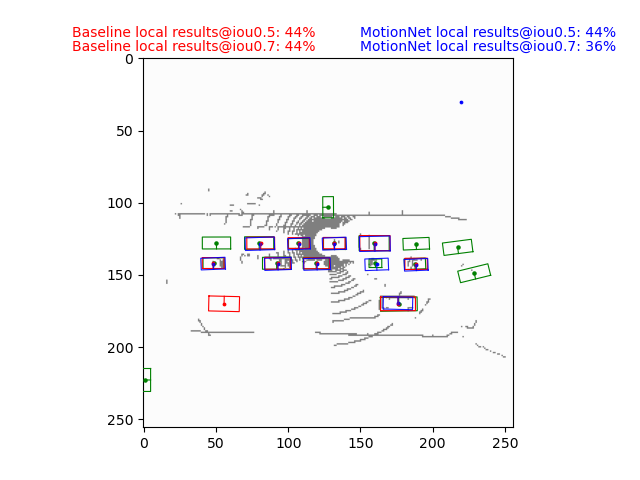 Baseline local results@iou0.5: 44%
MotionNet local results@iou0.5: 44%
Baseline local results@iou0.7: 44%
MotionNet local results@iou0.7: 36%
0
50
100
150
200
250
0 50 100 150 200 250